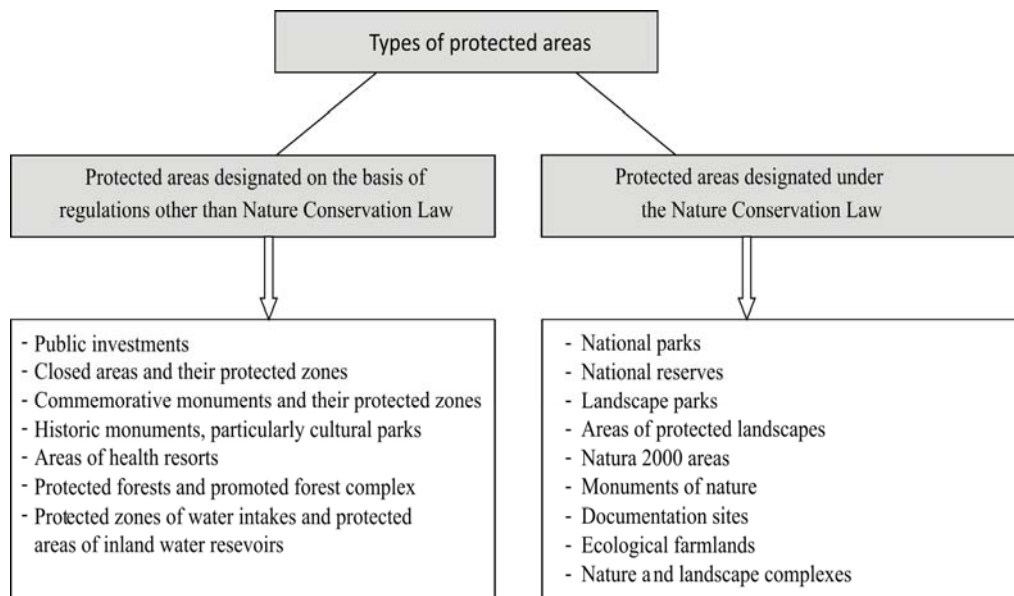 Types of protected areas
Protected areas designated on the basis of
regulations other than Nature Conservation Law
Protected areas designated under
the Nature Conservation Law
- Public investments
- Closed areas and their protected zones
- Commemorative monuments and their protected zones
- Historic monuments, particularly cultural parks
- Areas of health resorts
- Protected forests and promoted forest complex
- Protected zones of water intakes and protected
areas of inland water resevoirs
- National parks
- National reserves
- Landscape parks
- Areas of protected landscapes
- Natura 2000 areas
- Monuments of nature
- Documentation sites
- Ecological farmlands
- Nature and landscape complexes